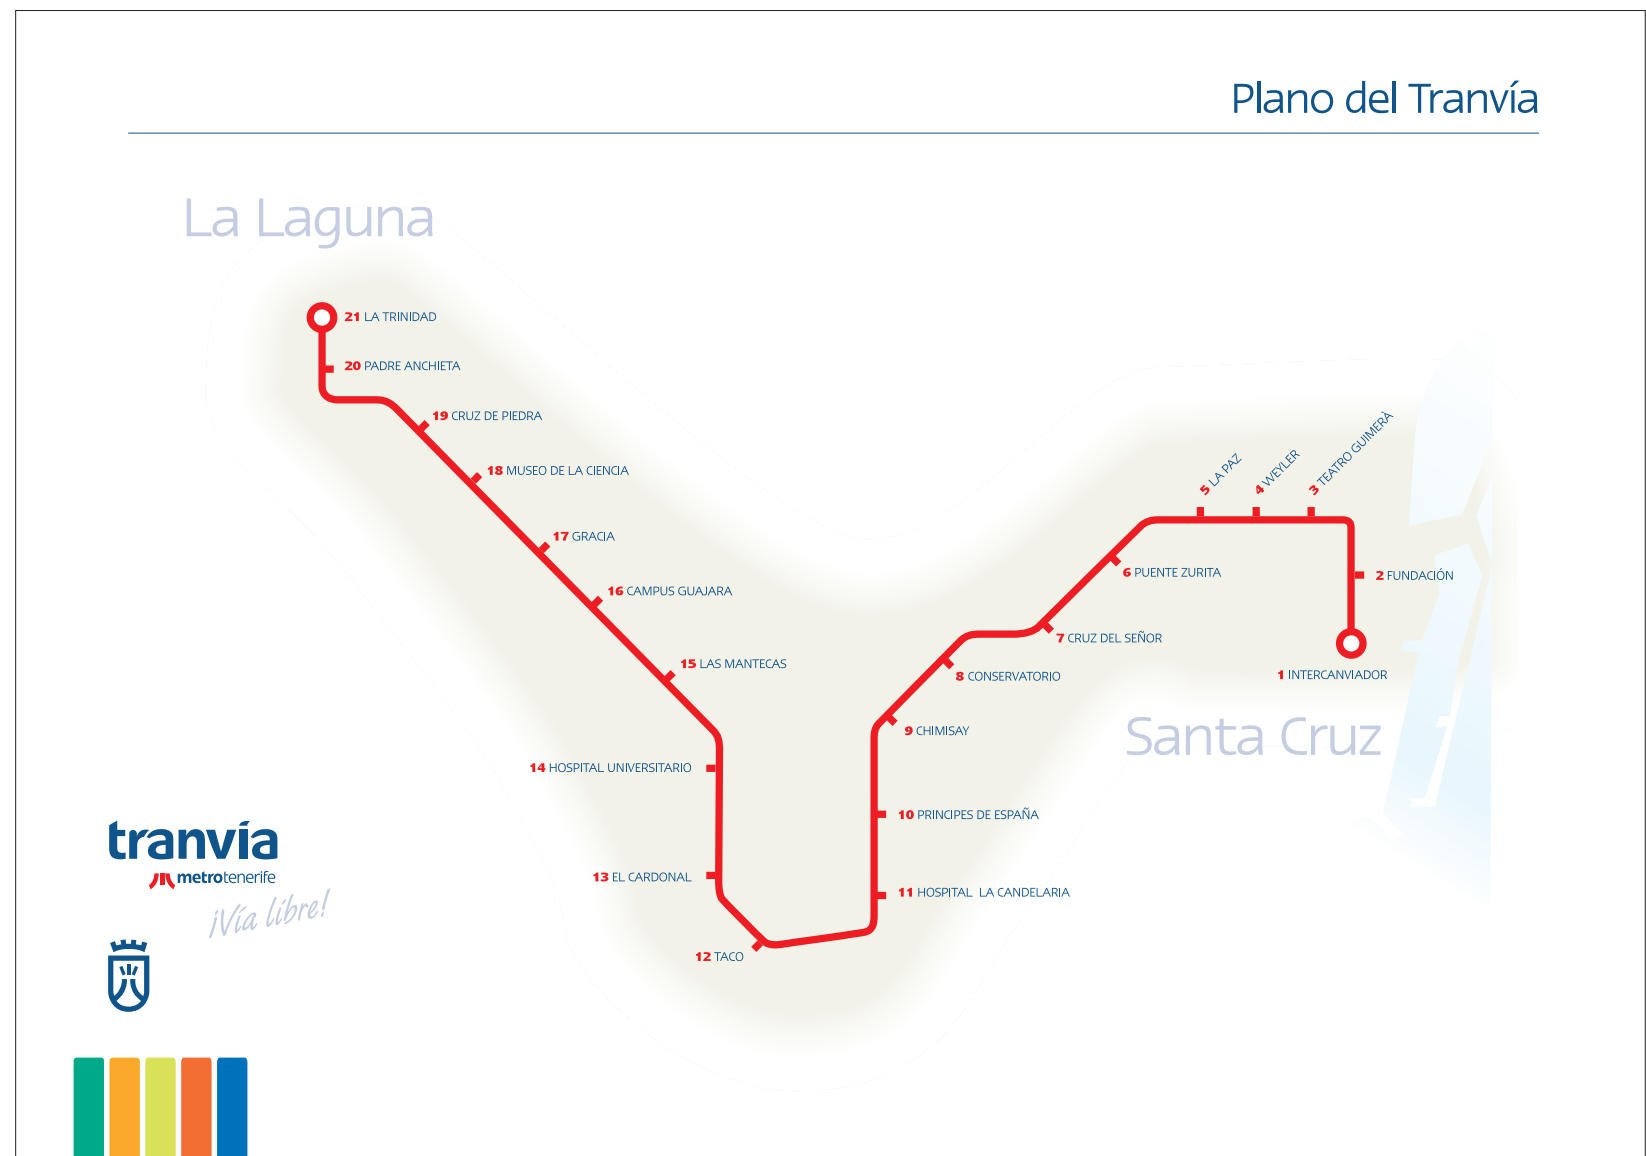 Plano del Tranvía
La Laguna
21 LA TRINIDAD
20 PADRE ANCHIETA
19 CRUZ DE PIEDRA
18 MUSEO DE LA CIENCIA
17 GRACIA
16 CAMPUS GUAJARA
15 LAS MANTECAS
14 HOSPITAL UNIVERSITARIO
13 EL CARDONAL
12 TACO
11 HOSPITAL LA CANDELARIA
10 PRINCIPES DE ESPAÑA
9 CHIMISAY
8 CONSERVATORIO
7 CRUZ DEL SEÑOR
6 PUENTE ZURITA
5 LA PAZ
4 WEYLER
3 TEATRO GUIMERÀ
2 FUNDACIÓN
1 INTERCANVIADOR
Santa Cruz
tranvía
metrotenerife
¡Vía libre!